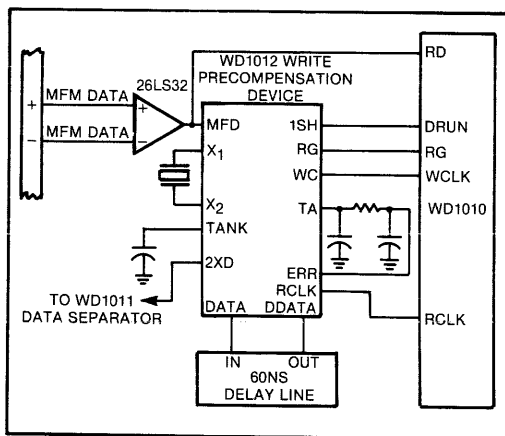 WD1012 WRITE
PRECOMPENSATION
DEVICE
26LS32
RD
+ MFM DATA +
− MFM DATA −
MFD
1SH
DRUN
X1
RG
RG
WC
WCLK
X2
TA
WD1010
TANK
2XD
ERR
TO WD1011
DATA SEPARATOR
RCLK
RCLK
DATA
DDATA
IN
OUT
60NS
DELAY LINE